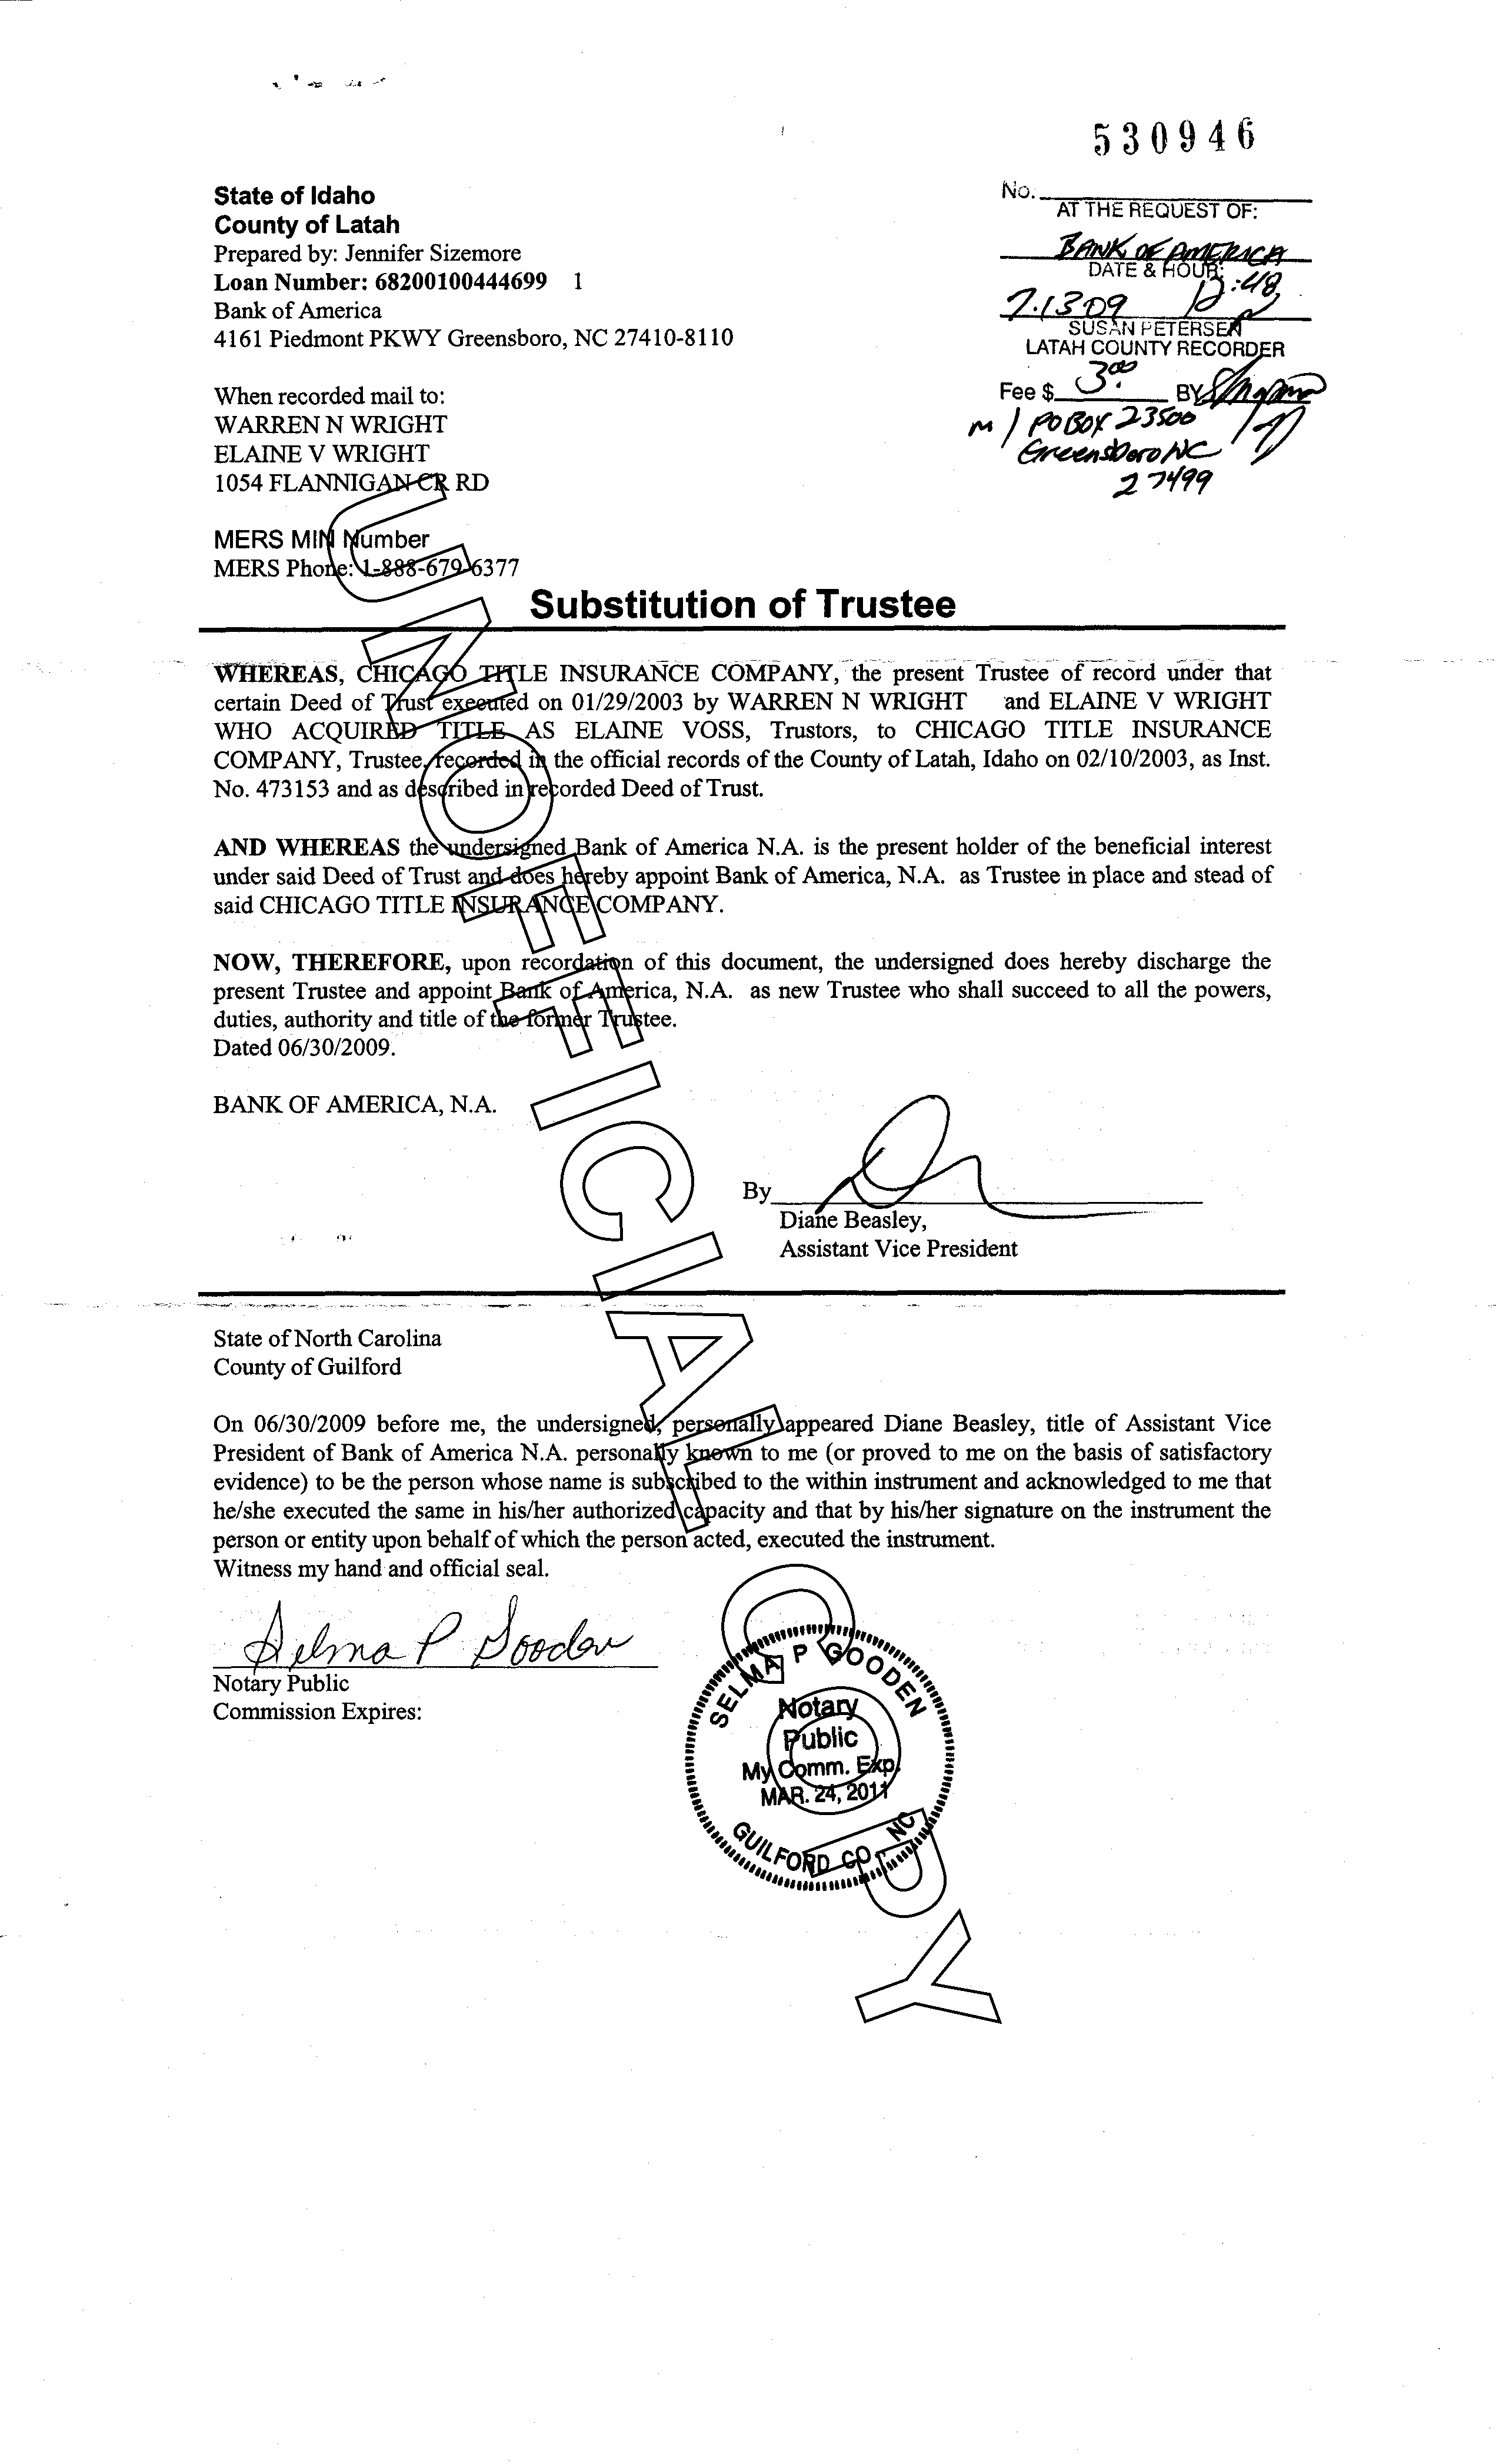 530946
State of Idaho
County of Latah
Prepared by: Jennifer Sizemore
Loan Number: 68200100444699 1
Bank of America
4161 Piedmont PKWY Greensboro, NC 27410-8110
No.
AT THE REQUEST OF:
BANK OF AMERICA
DATE & HOUR:
7.13 09 12:48
SUSAN PETERSEN
LATAH COUNTY RECORDER
Fee $ 3.00 BY
m/ PO BOX 23500
Greensboro NC
27499
When recorded mail to:
WARREN N WRIGHT
ELAINE V WRIGHT
1054 FLANNIGAN CR RD
MERS MIN Number
MERS Phone: 1-888-679-6377
Substitution of Trustee
WHEREAS, CHICAGO TITLE INSURANCE COMPANY, the present Trustee of record under that
certain Deed of Trust executed on 01/29/2003 by WARREN N WRIGHT and ELAINE V WRIGHT
WHO ACQUIRED TITLE AS ELAINE VOSS, Trustors, to CHICAGO TITLE INSURANCE
COMPANY, Trustee, recorded in the official records of the County of Latah, Idaho on 02/10/2003, as Inst.
No. 473153 and as described in recorded Deed of Trust.
AND WHEREAS the undersigned Bank of America N.A. is the present holder of the beneficial interest
under said Deed of Trust and does hereby appoint Bank of America, N.A. as Trustee in place and stead of
said CHICAGO TITLE INSURANCE COMPANY.
NOW, THEREFORE, upon recordation of this document, the undersigned does hereby discharge the
present Trustee and appoint Bank of America, N.A. as new Trustee who shall succeed to all the powers,
duties, authority and title of the former Trustee.
Dated 06/30/2009.
BANK OF AMERICA, N.A.
By
Diane Beasley,
Assistant Vice President
State of North Carolina
County of Guilford
On 06/30/2009 before me, the undersigned, personally appeared Diane Beasley, title of Assistant Vice
President of Bank of America N.A. personally known to me (or proved to me on the basis of satisfactory
evidence) to be the person whose name is subscribed to the within instrument and acknowledged to me that
he/she executed the same in his/her authorized capacity and that by his/her signature on the instrument the
person or entity upon behalf of which the person acted, executed the instrument.
Witness my hand and official seal.
Selma P Gooden
Notary Public
Commission Expires:
SELMA P GOODEN
Notary
Public
My Comm. Exp.
MAR. 24, 2011
GUILFORD CO., NC
UNOFFICIAL COPY